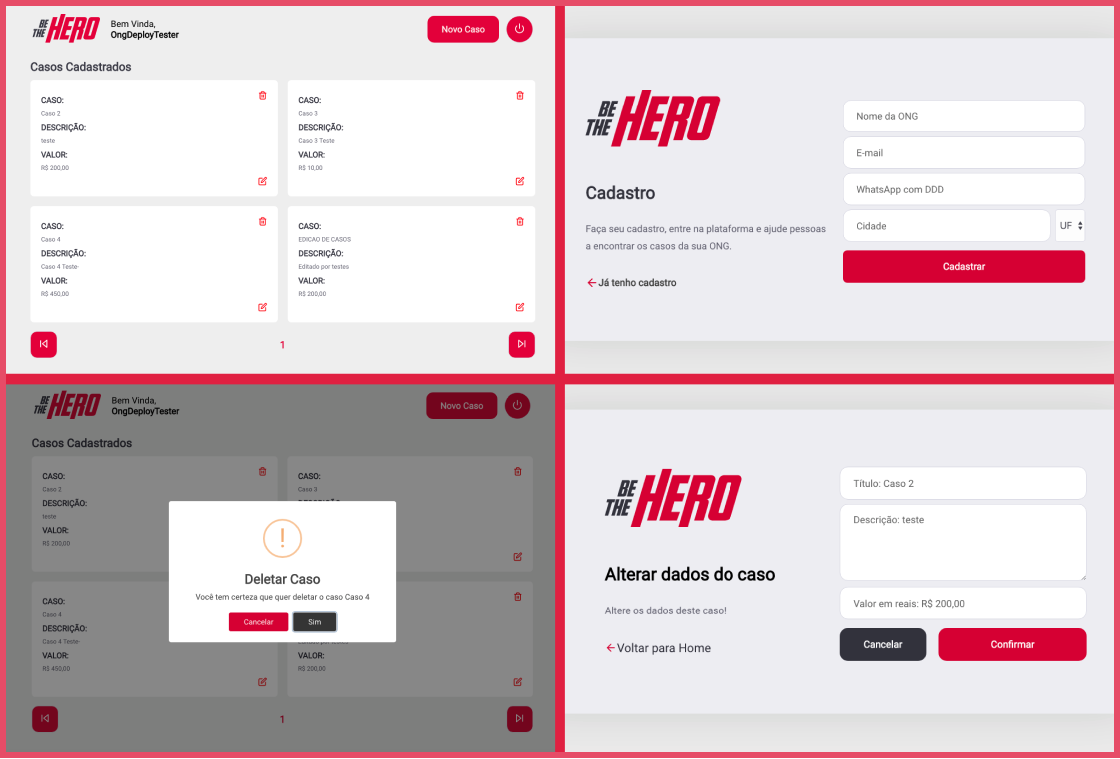 BE THE HERO
Bem Vinda,
OngDeployTester
Novo Caso
Casos Cadastrados
CASO:
Caso 2
DESCRIÇÃO:
teste
VALOR:
R$ 200,00
CASO:
Caso 3
DESCRIÇÃO:
Caso 3 Teste
VALOR:
R$ 10,00
CASO:
Caso 4
DESCRIÇÃO:
Caso 4 Teste-
VALOR:
R$ 450,00
CASO:
EDICAO DE CASOS
DESCRIÇÃO:
Editado por testes
VALOR:
R$ 200,00
1
BE THE HERO
Cadastro
Faça seu cadastro, entre na plataforma e ajude pessoas
a encontrar os casos da sua ONG.
Já tenho cadastro
Nome da ONG
E-mail
WhatsApp com DDD
Cidade
UF
Cadastrar
BE THE HERO
Bem Vinda,
OngDeployTester
Novo Caso
Casos Cadastrados
CASO:
Caso 2
DESCRIÇÃO:
teste
VALOR:
R$ 200,00
CASO:
Caso 3
Deletar Caso
Você tem certeza que quer deletar o caso Caso 4
Cancelar
Sim
CASO:
Caso 4
DESCRIÇÃO:
Caso 4 Teste-
VALOR:
R$ 450,00
VALOR:
R$ 200,00
1
BE THE HERO
Alterar dados do caso
Altere os dados deste caso!
Voltar para Home
Título: Caso 2
Descrição: teste
Valor em reais: R$ 200,00
Cancelar
Confirmar